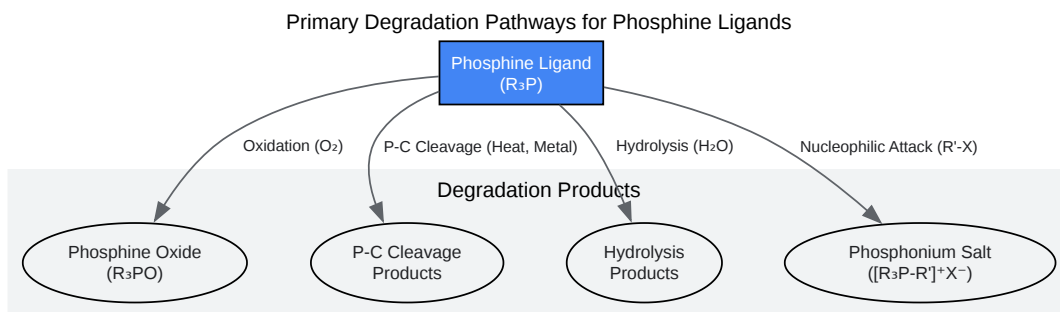 Primary Degradation Pathways for Phosphine Ligands
Phosphine Ligand
(R₃P)
Oxidation (O₂)
P-C Cleavage (Heat, Metal)
Hydrolysis (H₂O)
Nucleophilic Attack (R'-X)
Degradation Products
Phosphine Oxide
(R₃PO)
P-C Cleavage
Products
Hydrolysis
Products
Phosphonium Salt
([R₃P-R']⁺X⁻)